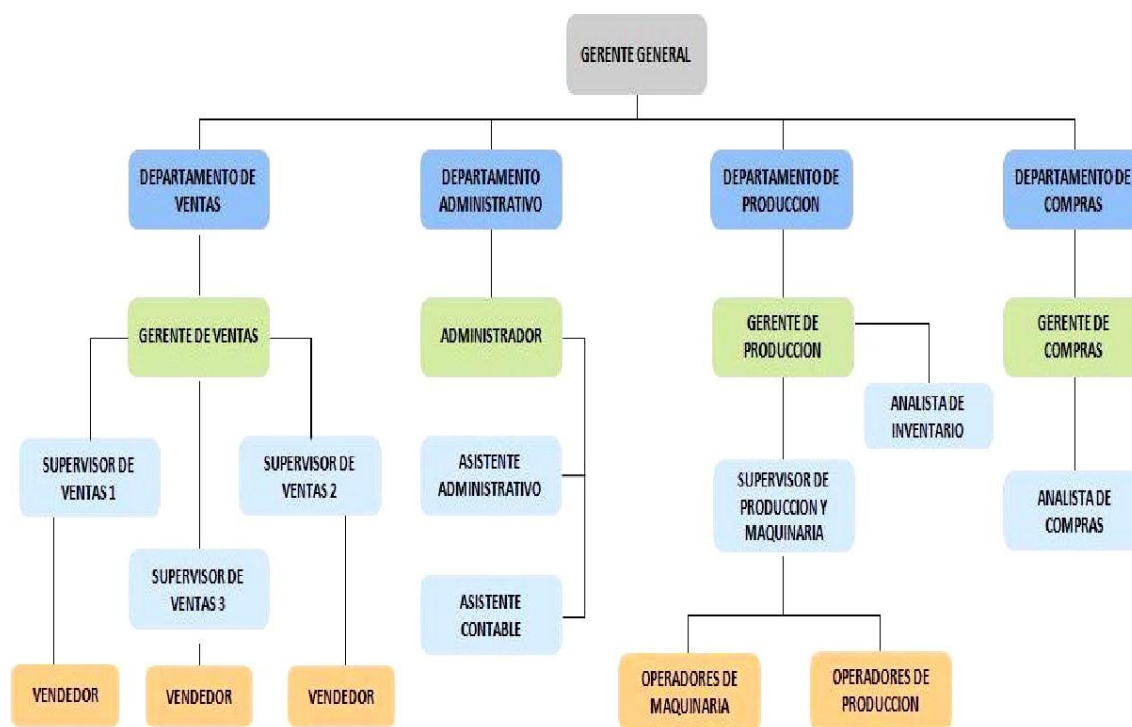 GERENTE GENERAL
DEPARTAMENTO DE
VENTAS
DEPARTAMENTO
ADMINISTRATIVO
DEPARTAMENTO DE
PRODUCCION
DEPARTAMENTO DE
COMPRAS
GERENTE DE VENTAS
ADMINISTRADOR
GERENTE DE
PRODUCCION
GERENTE DE
COMPRAS
ANALISTA DE
INVENTARIO
SUPERVISOR DE
VENTAS 1
SUPERVISOR DE
VENTAS 2
ASISTENTE
ADMINISTRATIVO
SUPERVISOR DE
PRODUCCION Y
MAQUINARIA
ANALISTA DE
COMPRAS
SUPERVISOR DE
VENTAS 3
ASISTENTE
CONTABLE
VENDEDOR
VENDEDOR
VENDEDOR
OPERADORES DE
MAQUINARIA
OPERADORES DE
PRODUCCION